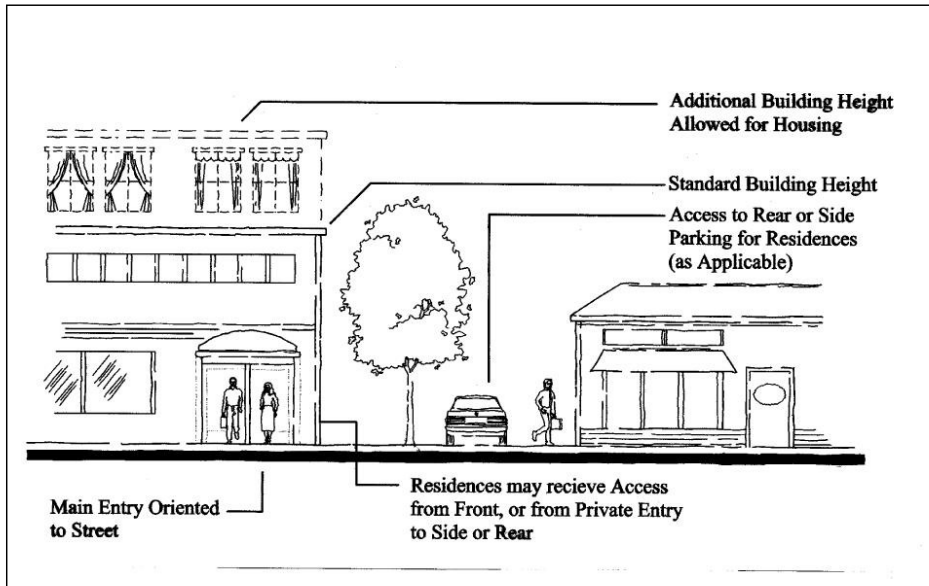 Additional Building Height
Allowed for Housing
Standard Building Height
Access to Rear or Side
Parking for Residences
(as Applicable)
Main Entry Oriented
to Street
Residences may recieve Access
from Front, or from Private Entry
to Side or Rear